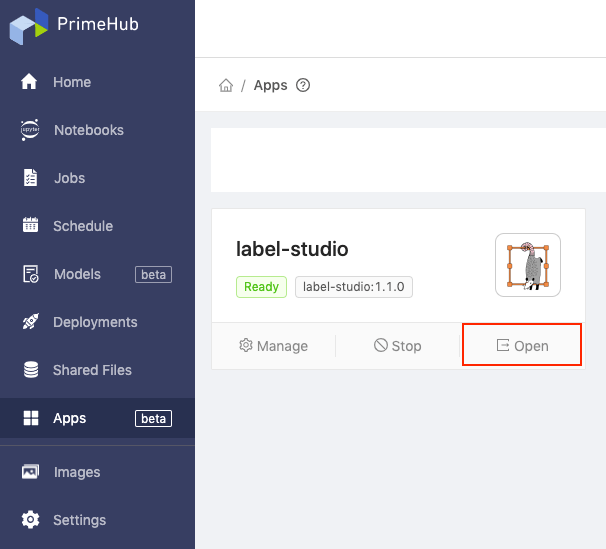 PrimeHub
Home
Notebooks
Jobs
Schedule
Models beta
Deployments
Shared Files
Apps beta
Images
Settings
/ Apps ?
label-studio
Ready label-studio:1.1.0
Manage Stop Open